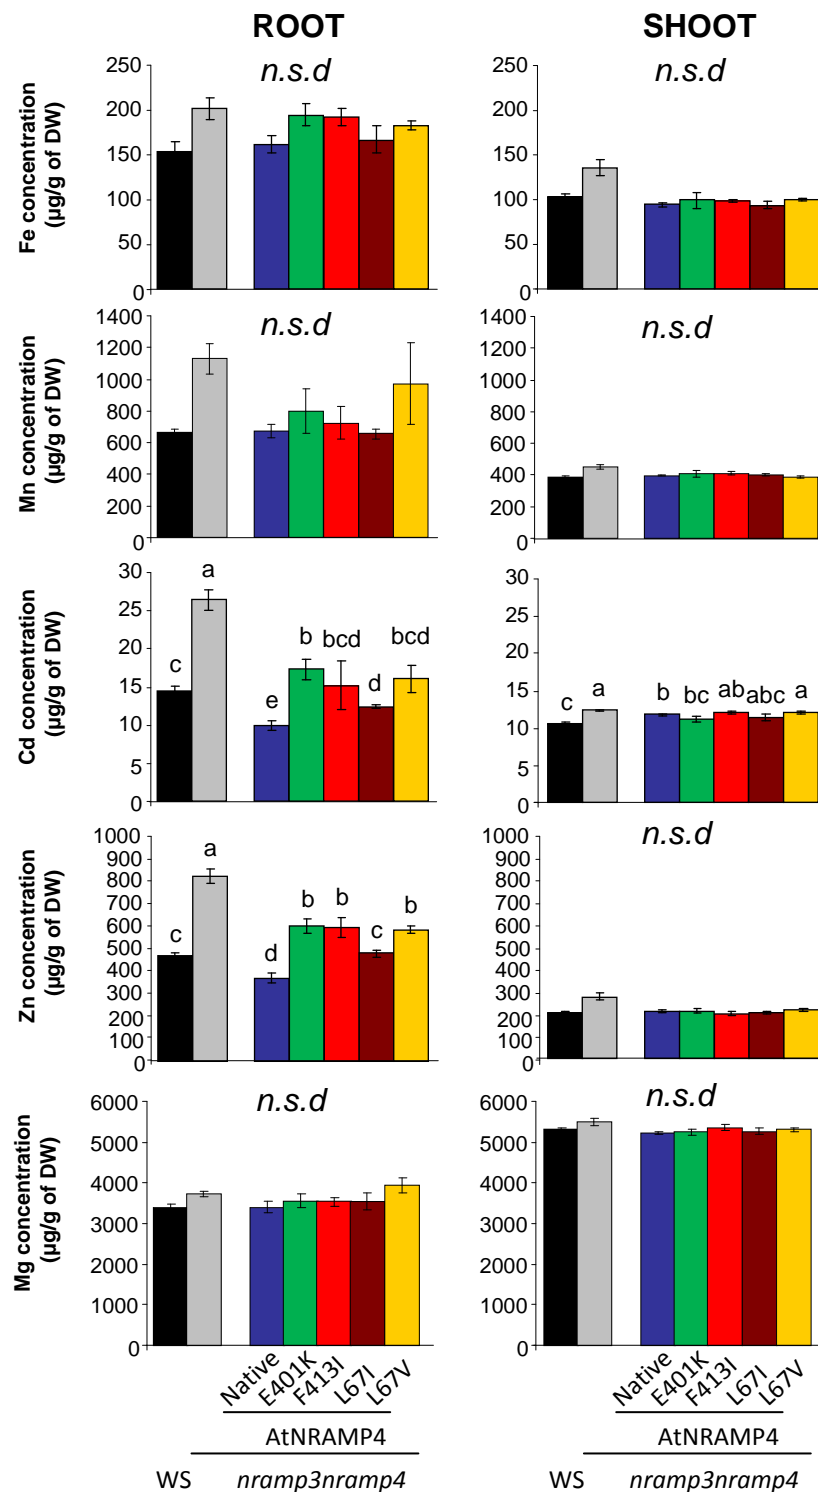 ROOT
SHOOT
Fe concentration
(µg/g of DW)
250
200
150
100
50
0
n.s.d
250
200
150
100
50
0
n.s.d
Mn concentration
(µg/g of DW)
1400
1200
1000
800
600
400
200
0
n.s.d
1400
1200
1000
800
600
400
200
0
n.s.d
Cd concentration
(µg/g of DW)
30
25
20
15
10
5
0
c a e b bcd d bcd
30
25
20
15
10
5
0
c a b bc ab abc a
Zn concentration
(µg/g of DW)
1000
900
800
700
600
500
400
300
200
100
0
c a d b b c b
1000
900
800
700
600
500
400
300
200
100
0
n.s.d
Mg concentration
(µg/g of DW)
6000
5000
4000
3000
2000
1000
0
n.s.d
6000
5000
4000
3000
2000
1000
0
n.s.d
Native
E401K
F413I
L67I
L67V
AtNRAMP4
WS nramp3nramp4
Native
E401K
F413I
L67I
L67V
AtNRAMP4
WS nramp3nramp4